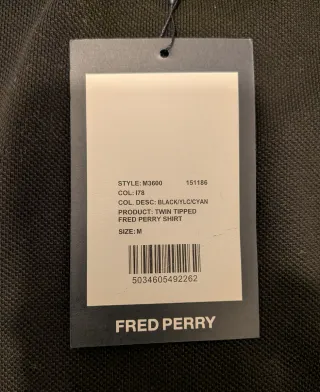 STYLE: M3600 151186
COL: I78
COL. DESC: BLACK/YLC/CYAN
PRODUCT: TWIN TIPPED
FRED PERRY SHIRT
SIZE: M
5034605492262
FRED PERRY